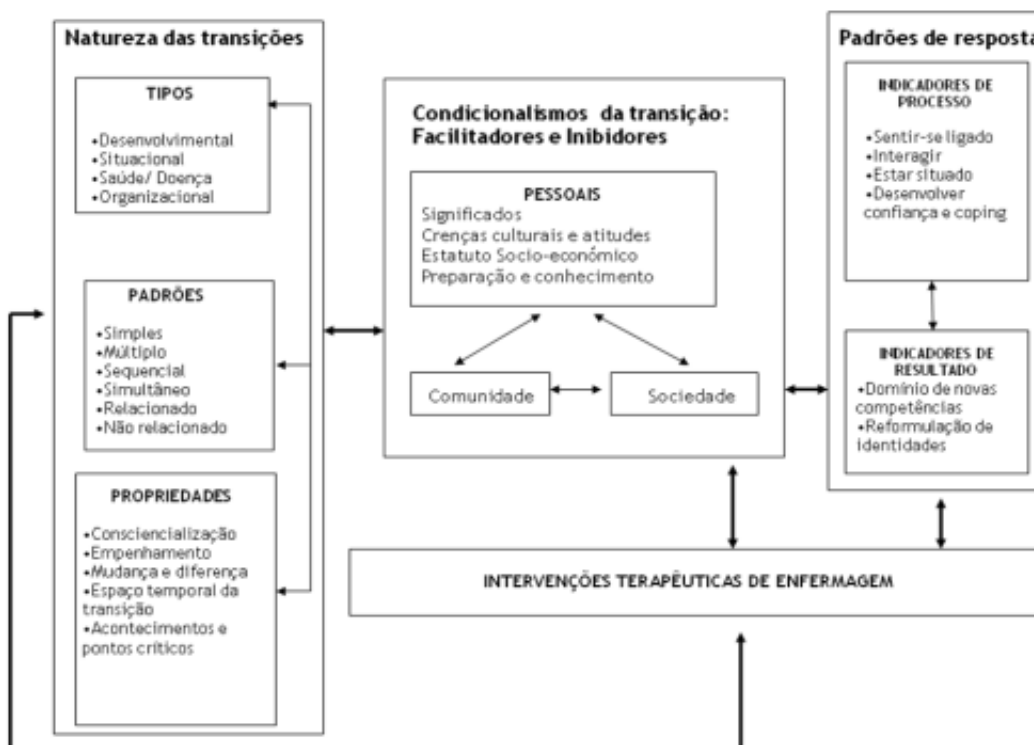 Natureza das transições
TIPOS
•Desenvolvimental
•Situacional
•Saúde/ Doença
•Organizacional
PADRÕES
•Simples
•Múltiplo
•Sequencial
•Simultâneo
•Relacionado
•Não relacionado
PROPRIEDADES
•Consciencialização
•Empenhamento
•Mudança e diferença
•Espaço temporal da
transição
•Acontecimentos e
pontos críticos
Condicionalismos da transição:
Facilitadores e Inibidores
PESSOAIS
Significados
Crenças culturais e atitudes
Estatuto Socio-económico
Preparação e conhecimento
Comunidade
Sociedade
Padrões de resposta
INDICADORES DE
PROCESSO
•Sentir-se ligado
•Interagir
•Estar situado
•Desenvolver
confiança e coping
INDICADORES DE
RESULTADO
•Domínio de novas
competências
•Reformulação de
identidades
INTERVENÇÕES TERAPÊUTICAS DE ENFERMAGEM